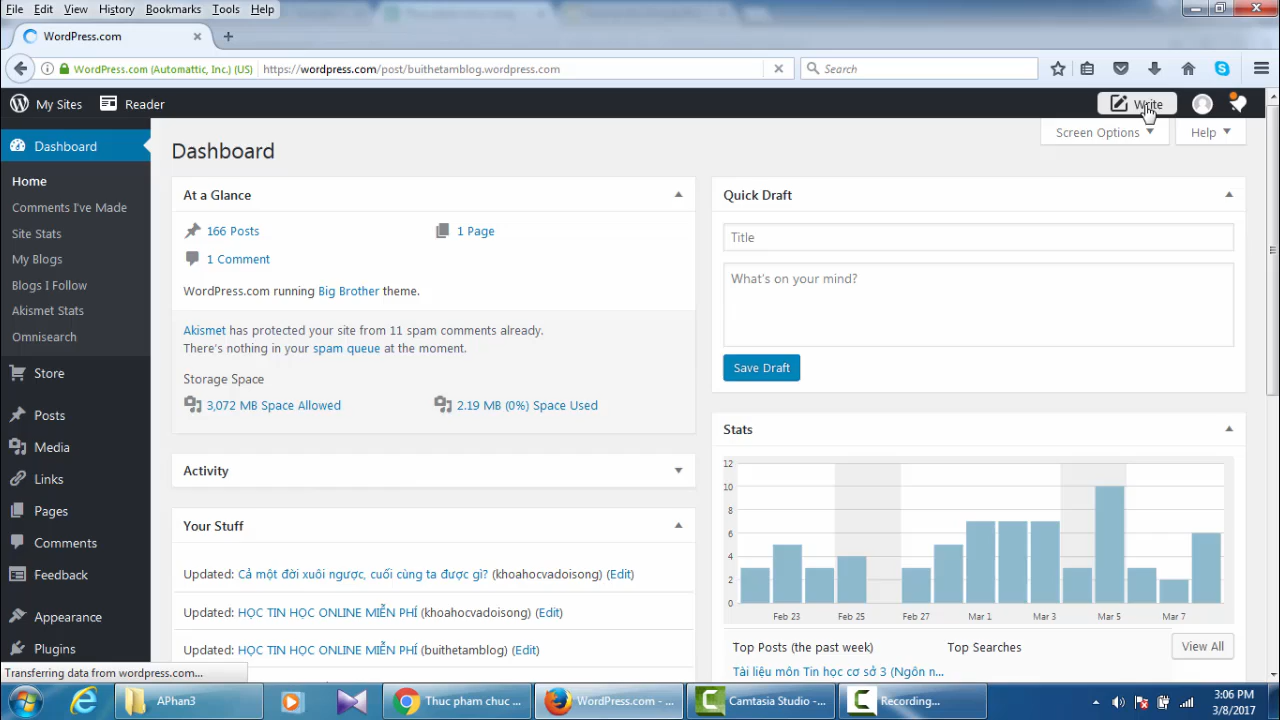 File Edit View History Bookmarks Tools Help
WordPress.com
WordPress.com (Automattic, Inc.) (US) https://wordpress.com/post/buithetamblog.wordpress.com Search
My Sites Reader Write
Screen Options Help
Dashboard
Home
Comments I've Made
Site Stats
My Blogs
Blogs I Follow
Akismet Stats
Omnisearch
Store
Posts
Media
Links
Pages
Comments
Feedback
Appearance
Plugins
Dashboard
At a Glance
166 Posts 1 Page
1 Comment
WordPress.com running Big Brother theme.
Akismet has protected your site from 11 spam comments already.
There's nothing in your spam queue at the moment.
Storage Space
3,072 MB Space Allowed 2.19 MB (0%) Space Used
Activity
Your Stuff
Updated: Cả một đời xuôi ngược, cuối cùng ta được gì? (khoahocvadoisong) (Edit)
Updated: HỌC TIN HỌC ONLINE MIỄN PHÍ (khoahocvadoisong) (Edit)
Updated: HỌC TIN HỌC ONLINE MIỄN PHÍ (buithetamblog) (Edit)
Quick Draft
Title
What's on your mind?
Save Draft
Stats
12
10
8
6
4
2
0
Feb 23 Feb 25 Feb 27 Mar 1 Mar 3 Mar 5 Mar 7
Top Posts (the past week) Top Searches View All
Tài liệu môn Tin học cơ sở 3 (Ngôn n...
Transferring data from wordpress.com...
APhan3 Thuc pham chuc ... WordPress.com - ... Camtasia Studio -... Recording...
3:06 PM
3/8/2017